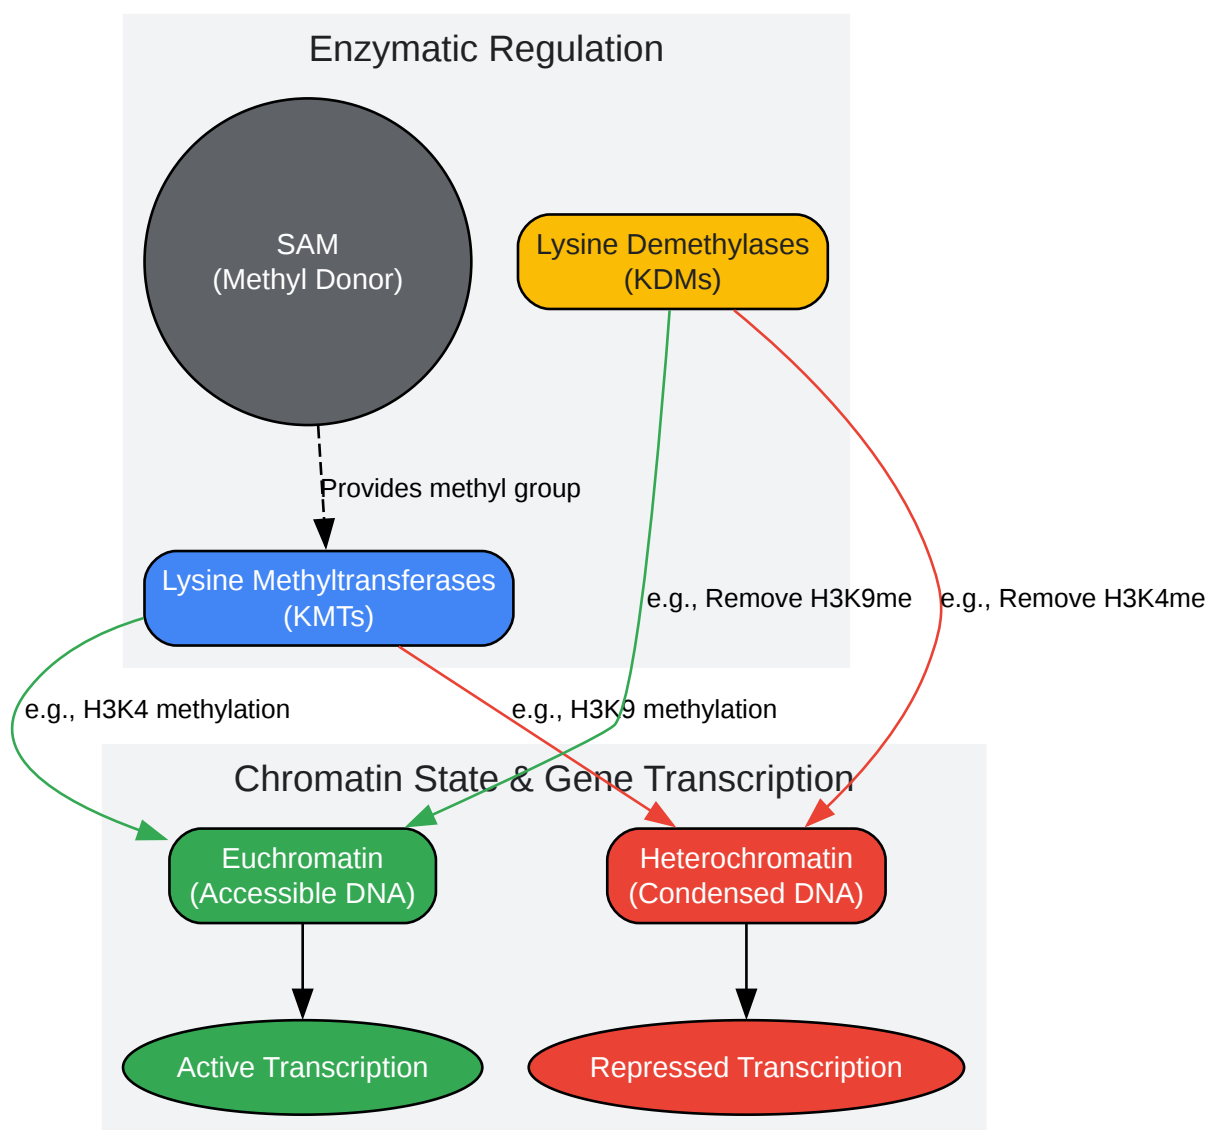 Enzymatic Regulation
SAM
(Methyl Donor)
Lysine Demethylases
(KDMs)
Provides methyl group
Lysine Methyltransferases
(KMTs)
e.g., Remove H3K9me
e.g., Remove H3K4me
e.g., H3K4 methylation
e.g., H3K9 methylation
Chromatin State & Gene Transcription
Euchromatin
(Accessible DNA)
Heterochromatin
(Condensed DNA)
Active Transcription
Repressed Transcription